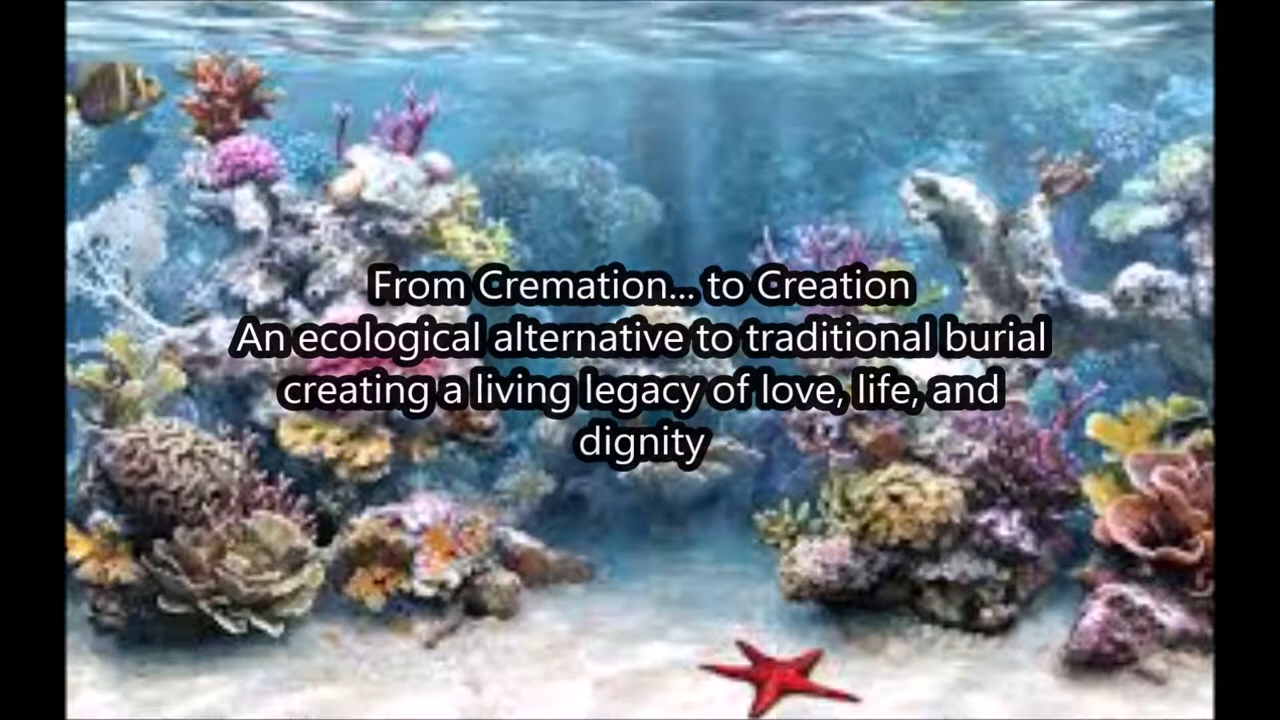 From Cremation... to Creation
An ecological alternative to traditional burial
creating a living legacy of love, life, and
dignity